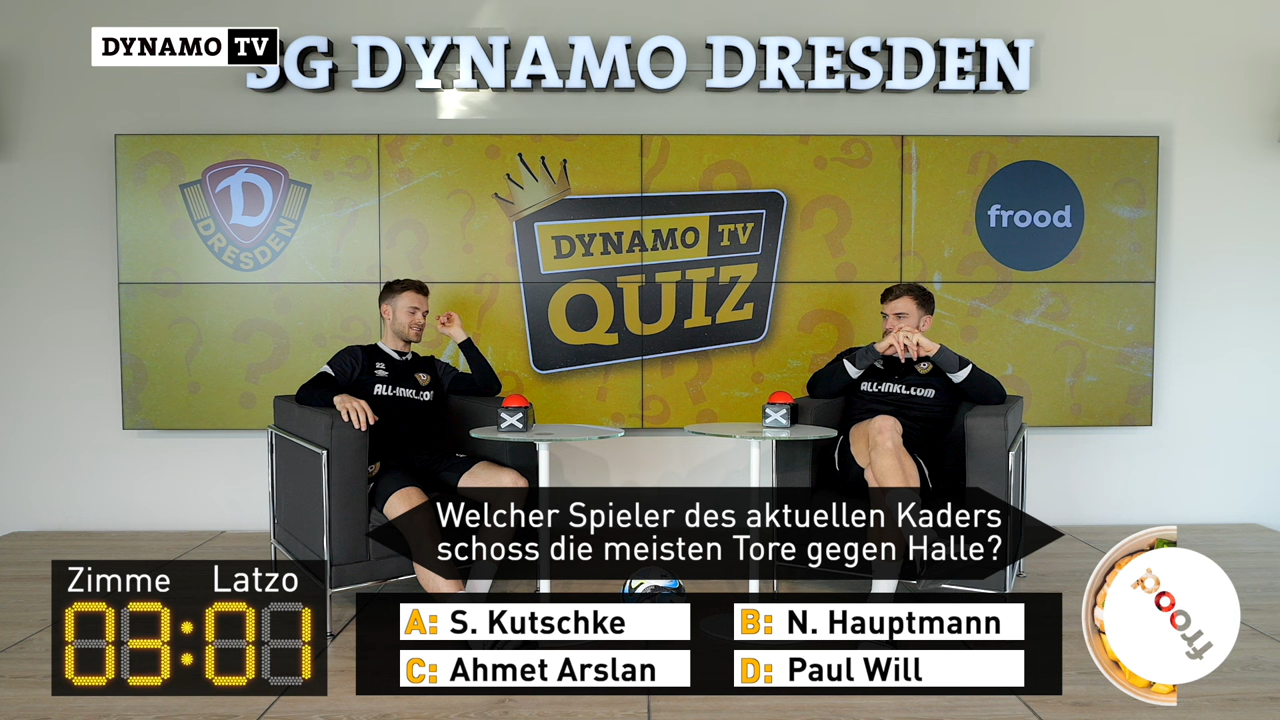 DYNAMO TV
SG DYNAMO DRESDEN
D
DRESDEN
DYNAMO TV
QUIZ
frood
22
ALL-INKL.COM
ALL-INKL.COM
Welcher Spieler des aktuellen Kaders
schoss die meisten Tore gegen Halle?
Zimme Latzo
03:01
A: S. Kutschke
B: N. Hauptmann
C: Ahmet Arslan
D: Paul Will
frood